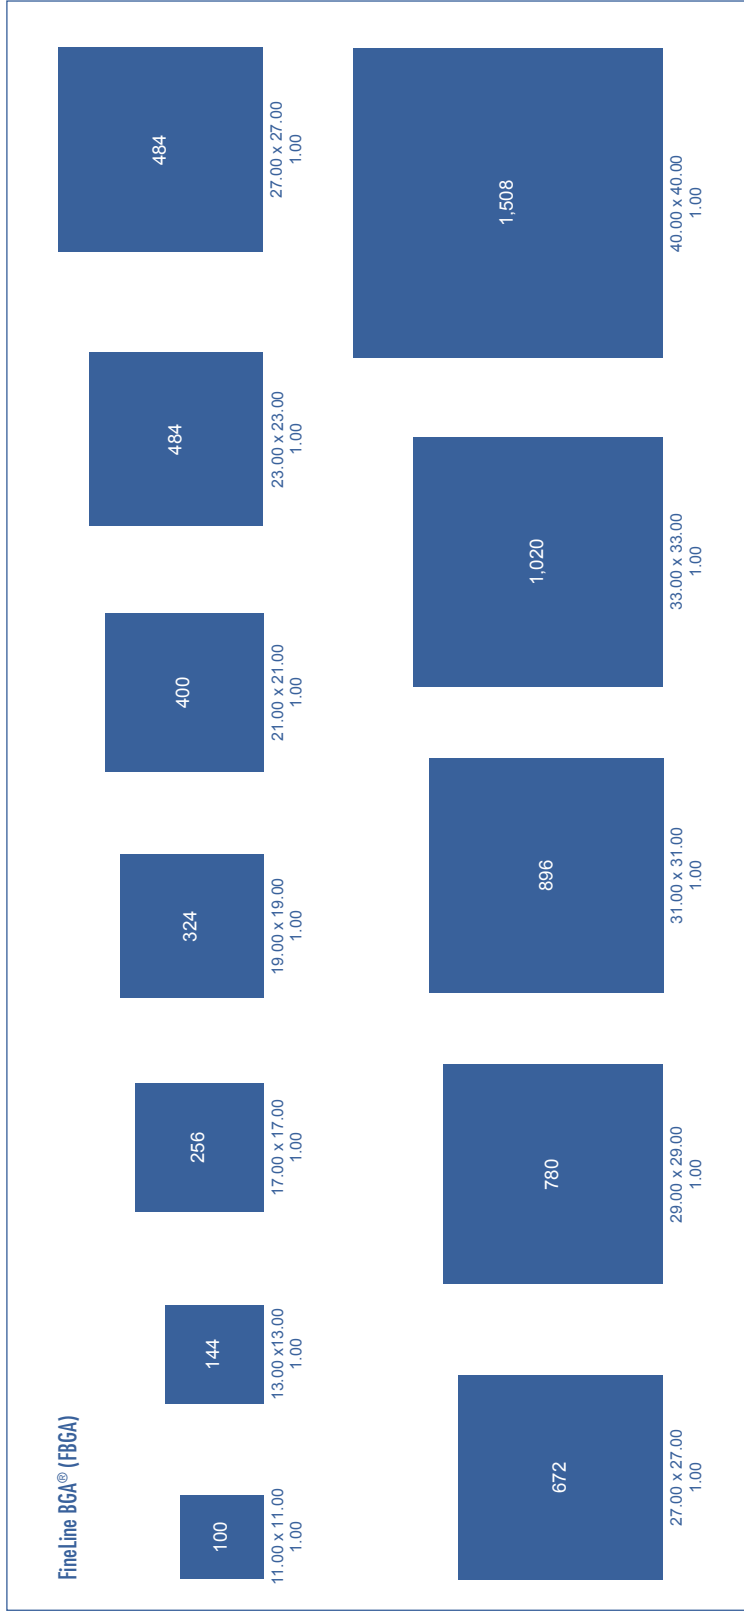 FineLine BGA® (FBGA)
100
11.00 x 11.00
1.00
144
13.00 x13.00
1.00
256
17.00 x 17.00
1.00
324
19.00 x 19.00
1.00
400
21.00 x 21.00
1.00
484
23.00 x 23.00
1.00
484
27.00 x 27.00
1.00
672
27.00 x 27.00
1.00
780
29.00 x 29.00
1.00
896
31.00 x 31.00
1.00
1,020
33.00 x 33.00
1.00
1,508
40.00 x 40.00
1.00